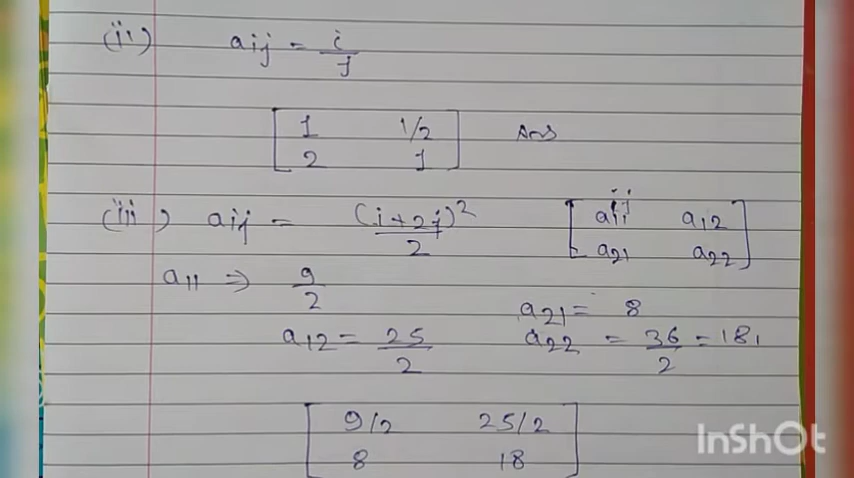 (ii) aij = i/j
[ 1 1/2
2 1 ] Ans
(iii) aij = (i+2j)²/2 [ a11 a12
a21 a22 ]
ij
a11 ⇒ 9/2
a21 = 8
a12 = 25/2 a22 = 36/2 = 18,
[ 9/2 25/2
8 18 ]
InShOt